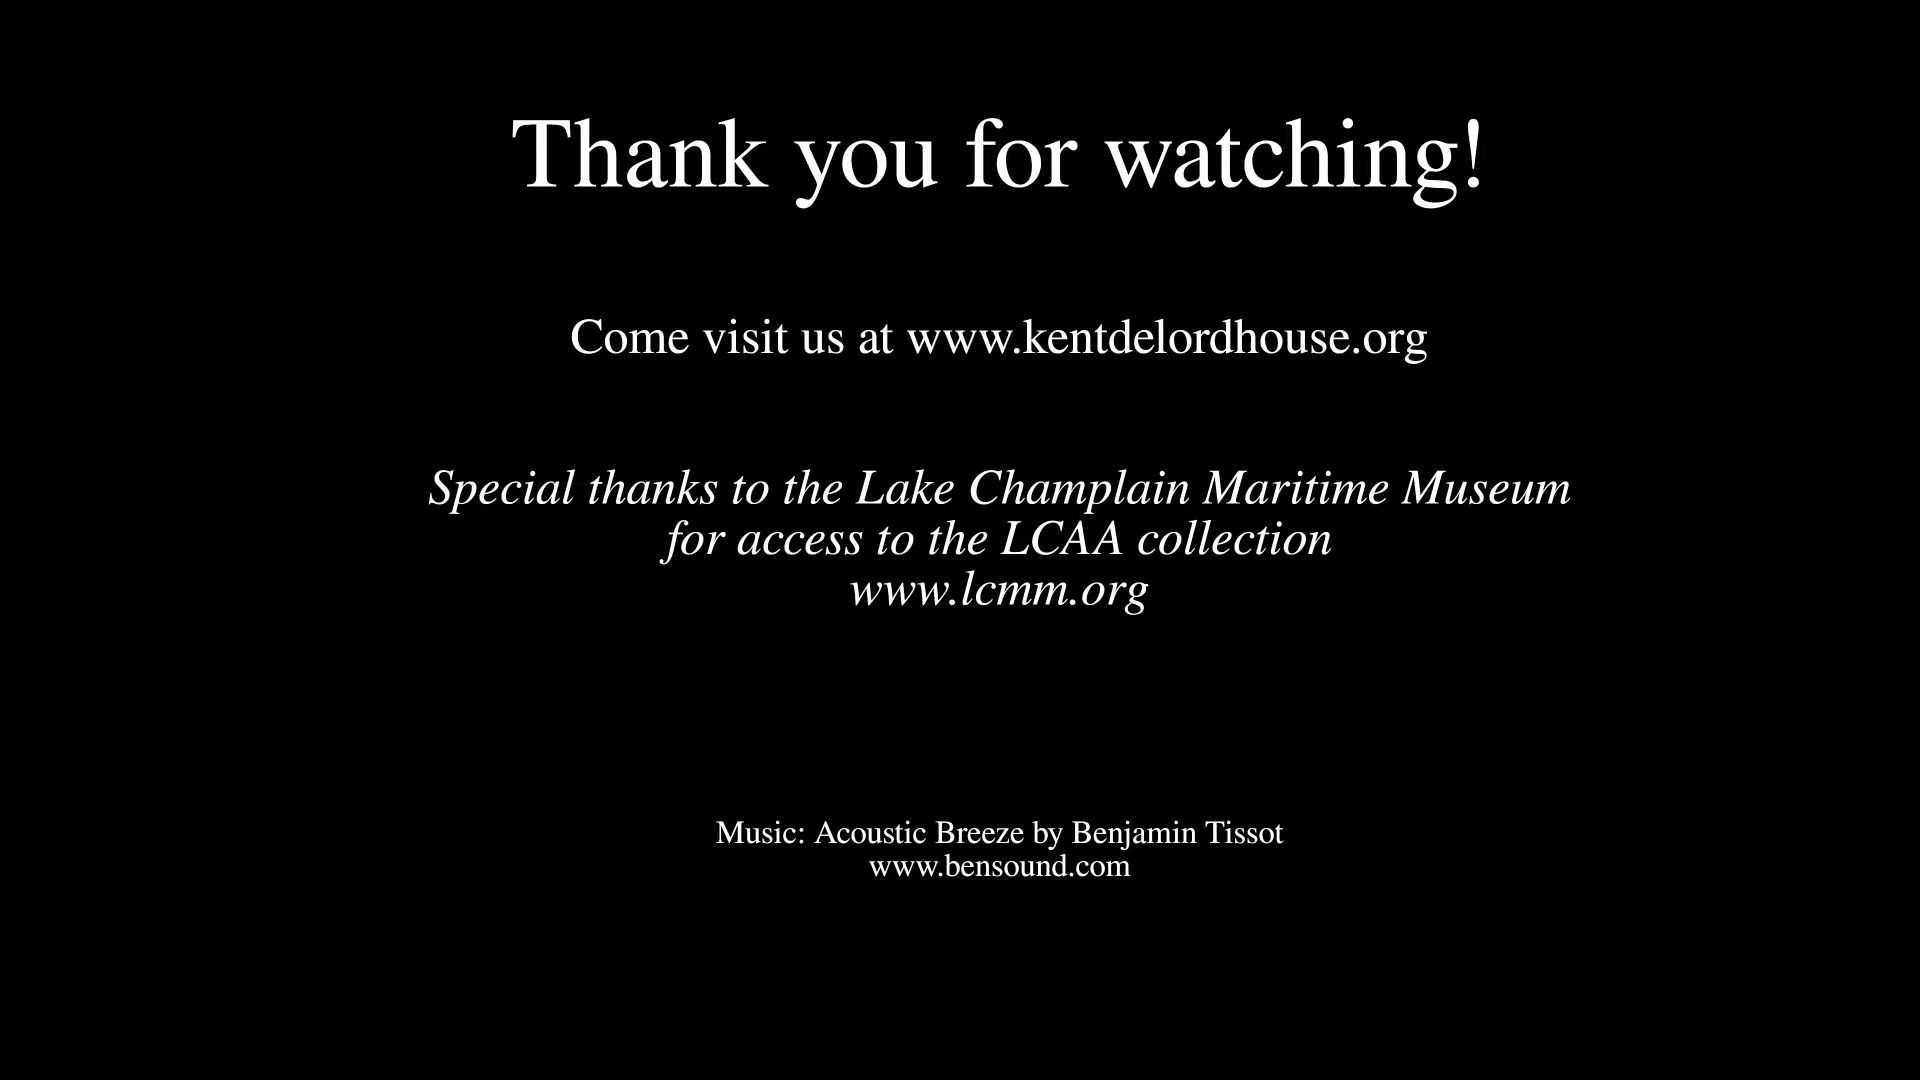 Thank you for watching!
Come visit us at www.kentdelordhouse.org
Special thanks to the Lake Champlain Maritime Museum
for access to the LCAA collection
www.lcmm.org
Music: Acoustic Breeze by Benjamin Tissot
www.bensound.com